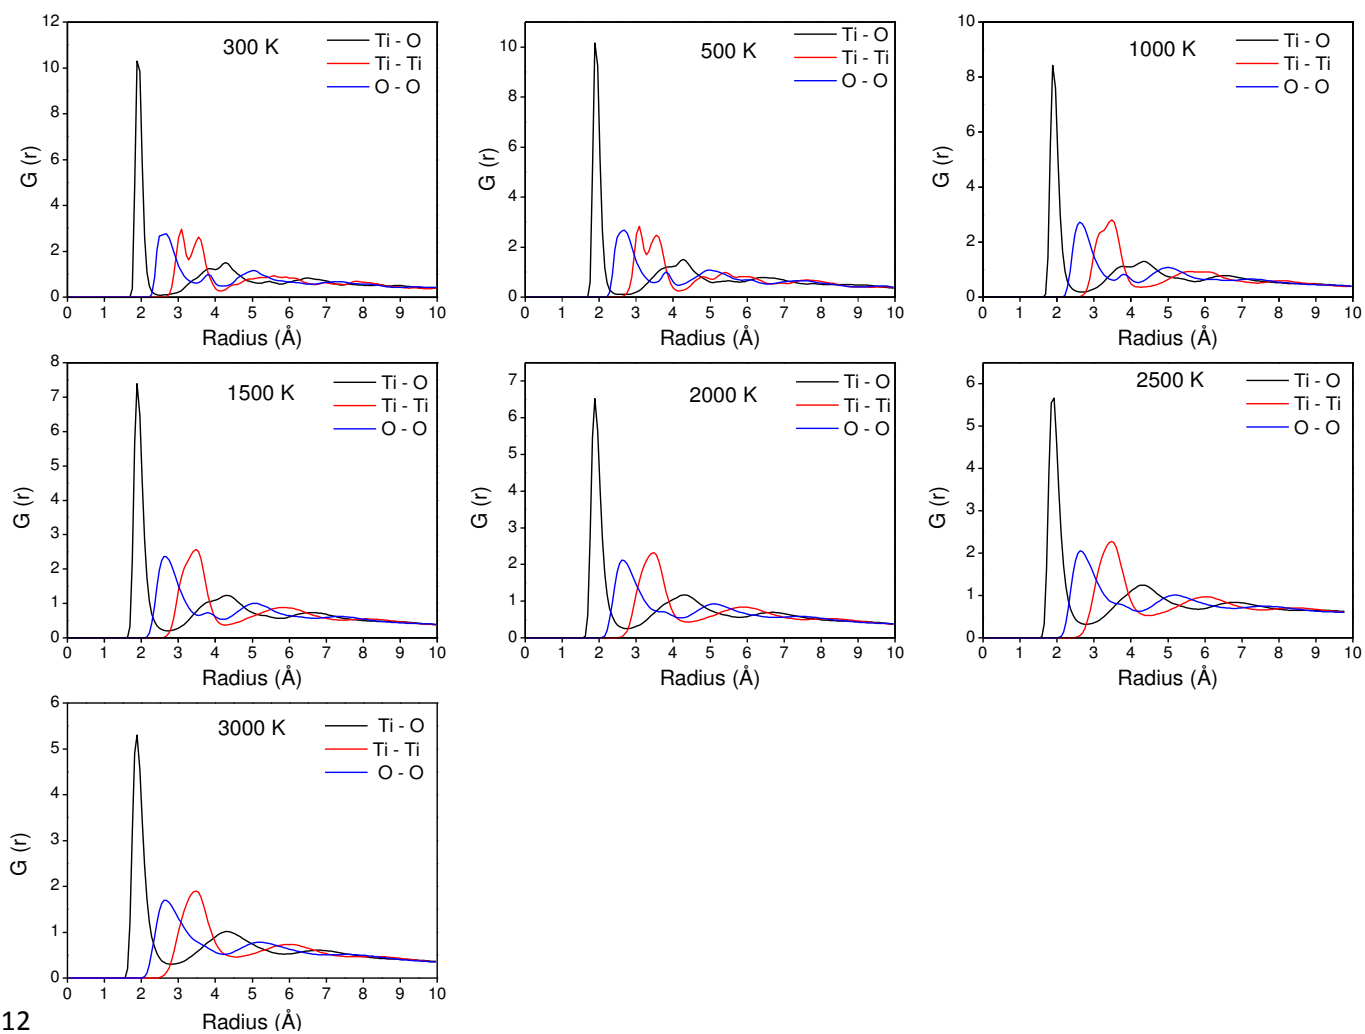 300 K
Ti - O
Ti - Ti
O - O
G (r)
12
10
8
6
4
2
0
0 1 2 3 4 5 6 7 8 9 10
Radius (Å)
500 K
Ti - O
Ti - Ti
O - O
G (r)
10
8
6
4
2
0
0 1 2 3 4 5 6 7 8 9 10
Radius (Å)
1000 K
Ti - O
Ti - Ti
O - O
G (r)
10
8
6
4
2
0
0 1 2 3 4 5 6 7 8 9 10
Radius (Å)
1500 K
Ti - O
Ti - Ti
O - O
G (r)
8
7
6
5
4
3
2
1
0
0 1 2 3 4 5 6 7 8 9 10
Radius (Å)
2000 K
Ti - O
Ti - Ti
O - O
G (r)
7
6
5
4
3
2
1
0
0 1 2 3 4 5 6 7 8 9 10
Radius (Å)
2500 K
Ti - O
Ti - Ti
O - O
G (r)
6
5
4
3
2
1
0
0 1 2 3 4 5 6 7 8 9 10
Radius (Å)
3000 K
Ti - O
Ti - Ti
O - O
G (r)
6
5
4
3
2
1
0
0 1 2 3 4 5 6 7 8 9 10
Radius (Å)
12